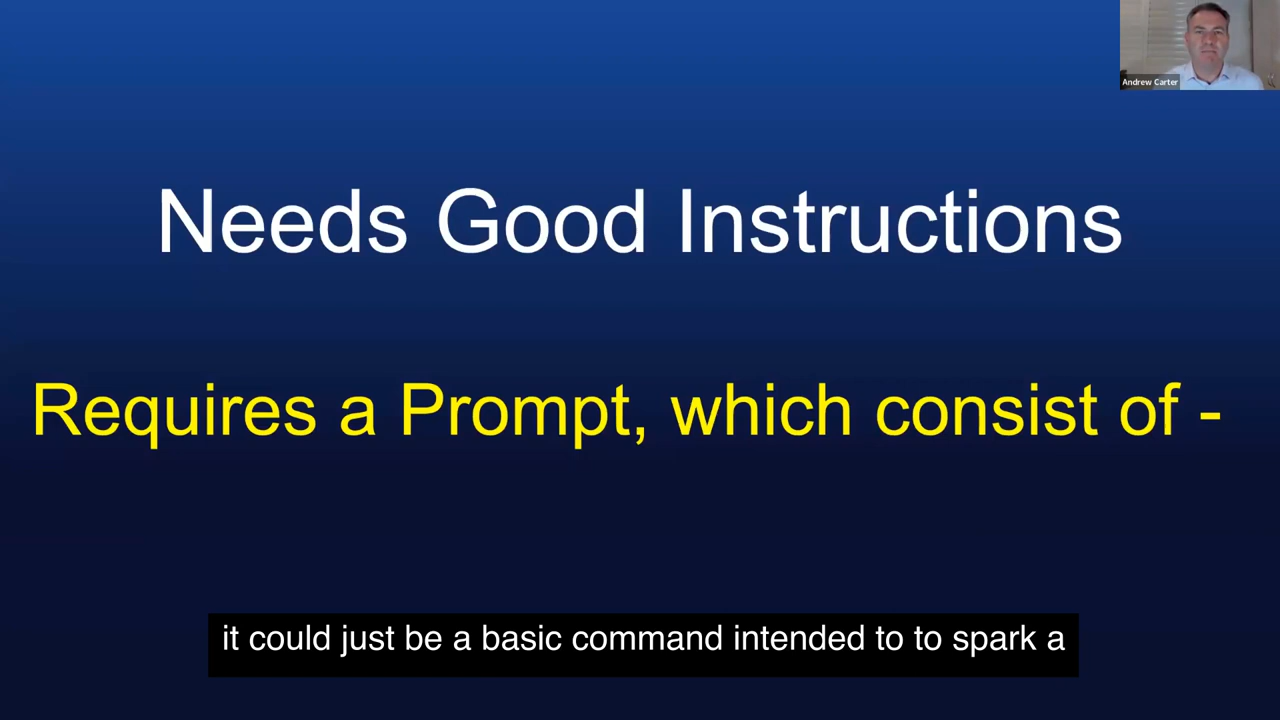 Andrew Carter
Needs Good Instructions
Requires a Prompt, which consist of -
it could just be a basic command intended to to spark a